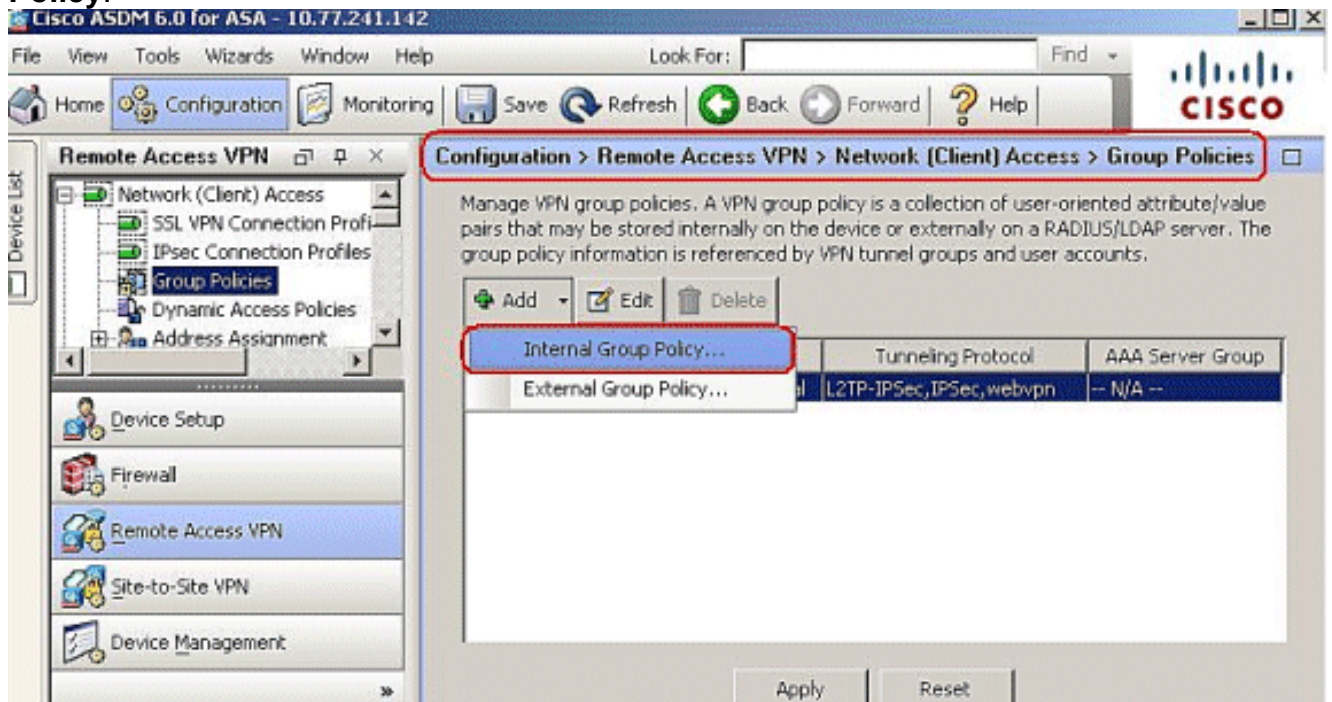 Policy.
Cisco ASDM 6.0 for ASA - 10.77.241.142
File View Tools Wizards Window Help Look For: Find
Home Configuration Monitoring Save Refresh Back Forward Help
CISCO
Device List
Remote Access VPN
Network (Client) Access
SSL VPN Connection Profi
IPsec Connection Profiles
Group Policies
Dynamic Access Policies
Address Assignment
Device Setup
Firewall
Remote Access VPN
Site-to-Site VPN
Device Management
»
Configuration > Remote Access VPN > Network (Client) Access > Group Policies
Manage VPN group policies. A VPN group policy is a collection of user-oriented attribute/value
pairs that may be stored internally on the device or externally on a RADIUS/LDAP server. The
group policy information is referenced by VPN tunnel groups and user accounts.
Add Edit Delete
Internal Group Policy...
External Group Policy...
Tunneling Protocol AAA Server Group
L2TP-IPSec,IPSec,webvpn -- N/A --
Apply Reset